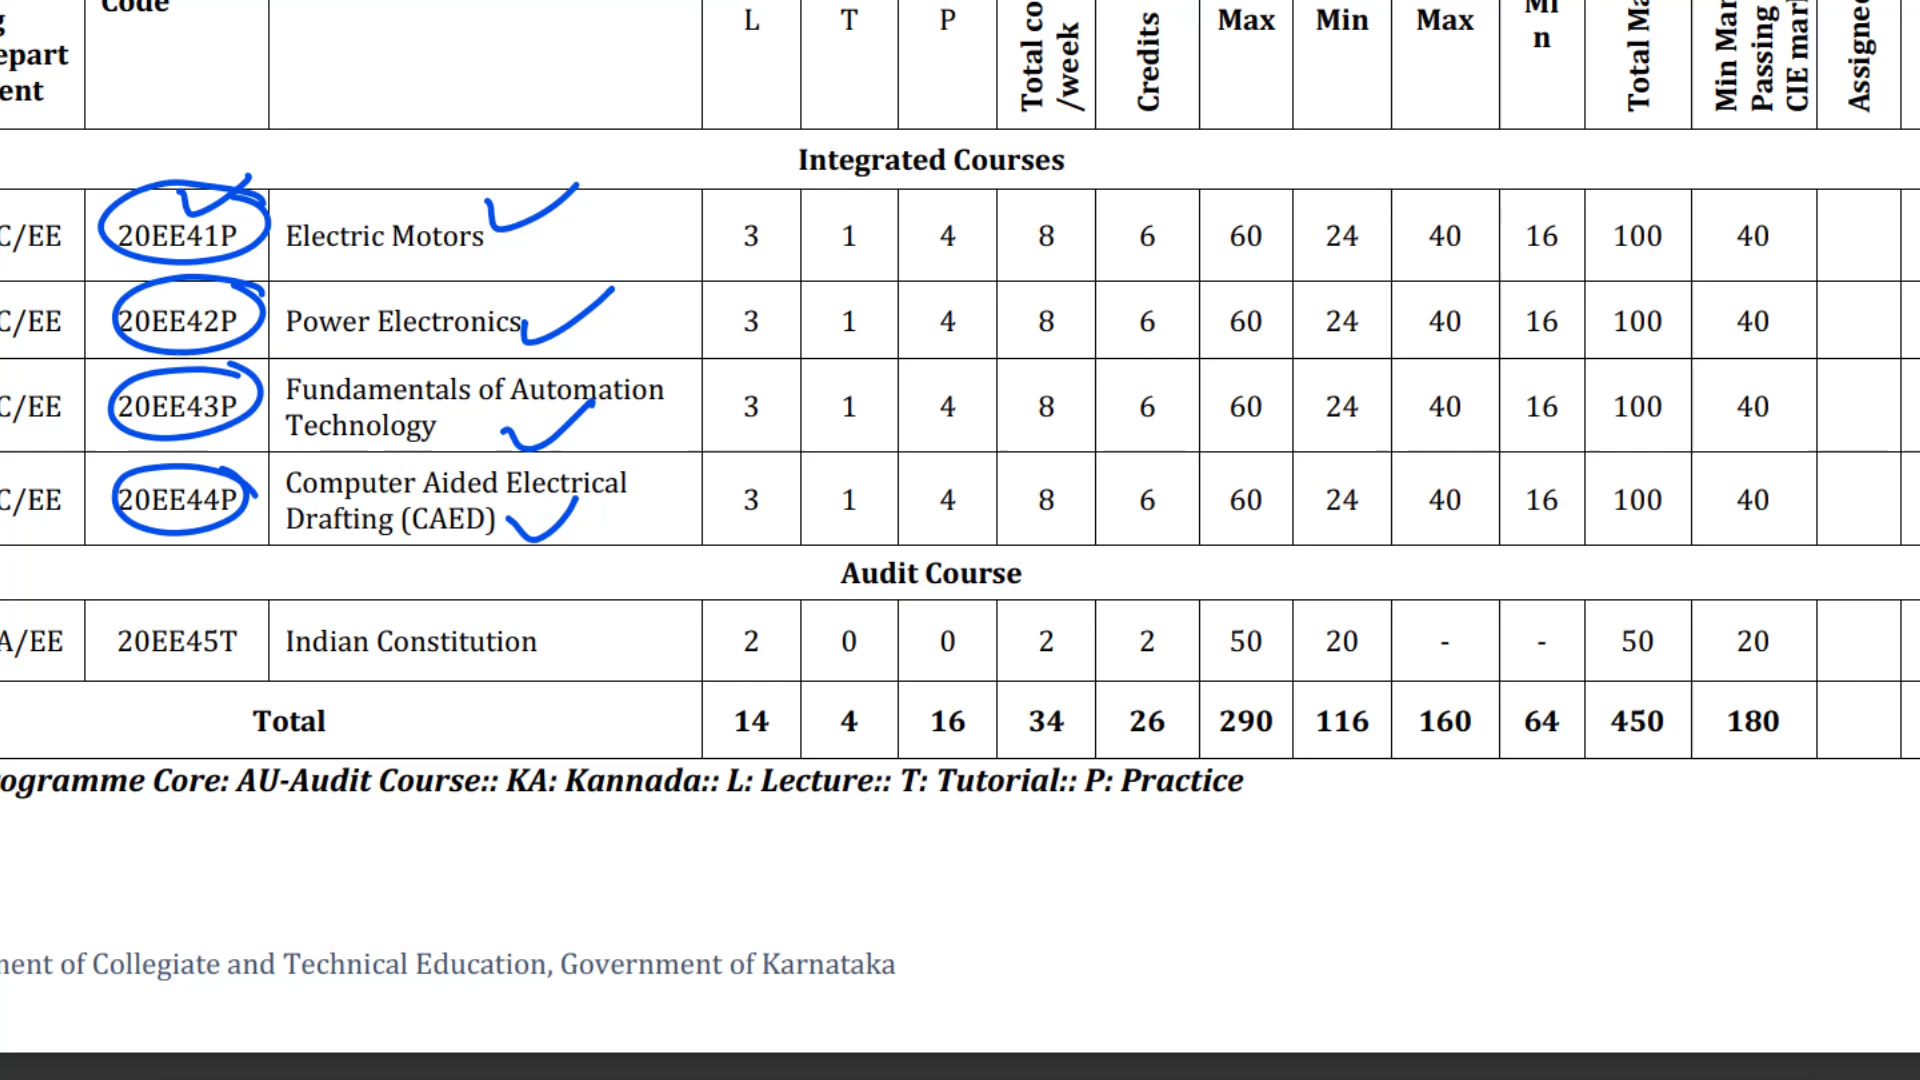 Code
L T P Total co /week Credits Max Min Max Mi n Total Ma Min Mar Passing CIE mar Assigne
g
epart
ent
Integrated Courses
C/EE 20EE41P Electric Motors 3 1 4 8 6 60 24 40 16 100 40
C/EE 20EE42P Power Electronics 3 1 4 8 6 60 24 40 16 100 40
C/EE 20EE43P Fundamentals of Automation Technology 3 1 4 8 6 60 24 40 16 100 40
C/EE 20EE44P Computer Aided Electrical Drafting (CAED) 3 1 4 8 6 60 24 40 16 100 40
Audit Course
A/EE 20EE45T Indian Constitution 2 0 0 2 2 50 20 - - 50 20
Total 14 4 16 34 26 290 116 160 64 450 180
ogramme Core: AU-Audit Course:: KA: Kannada:: L: Lecture:: T: Tutorial:: P: Practice
ment of Collegiate and Technical Education, Government of Karnataka